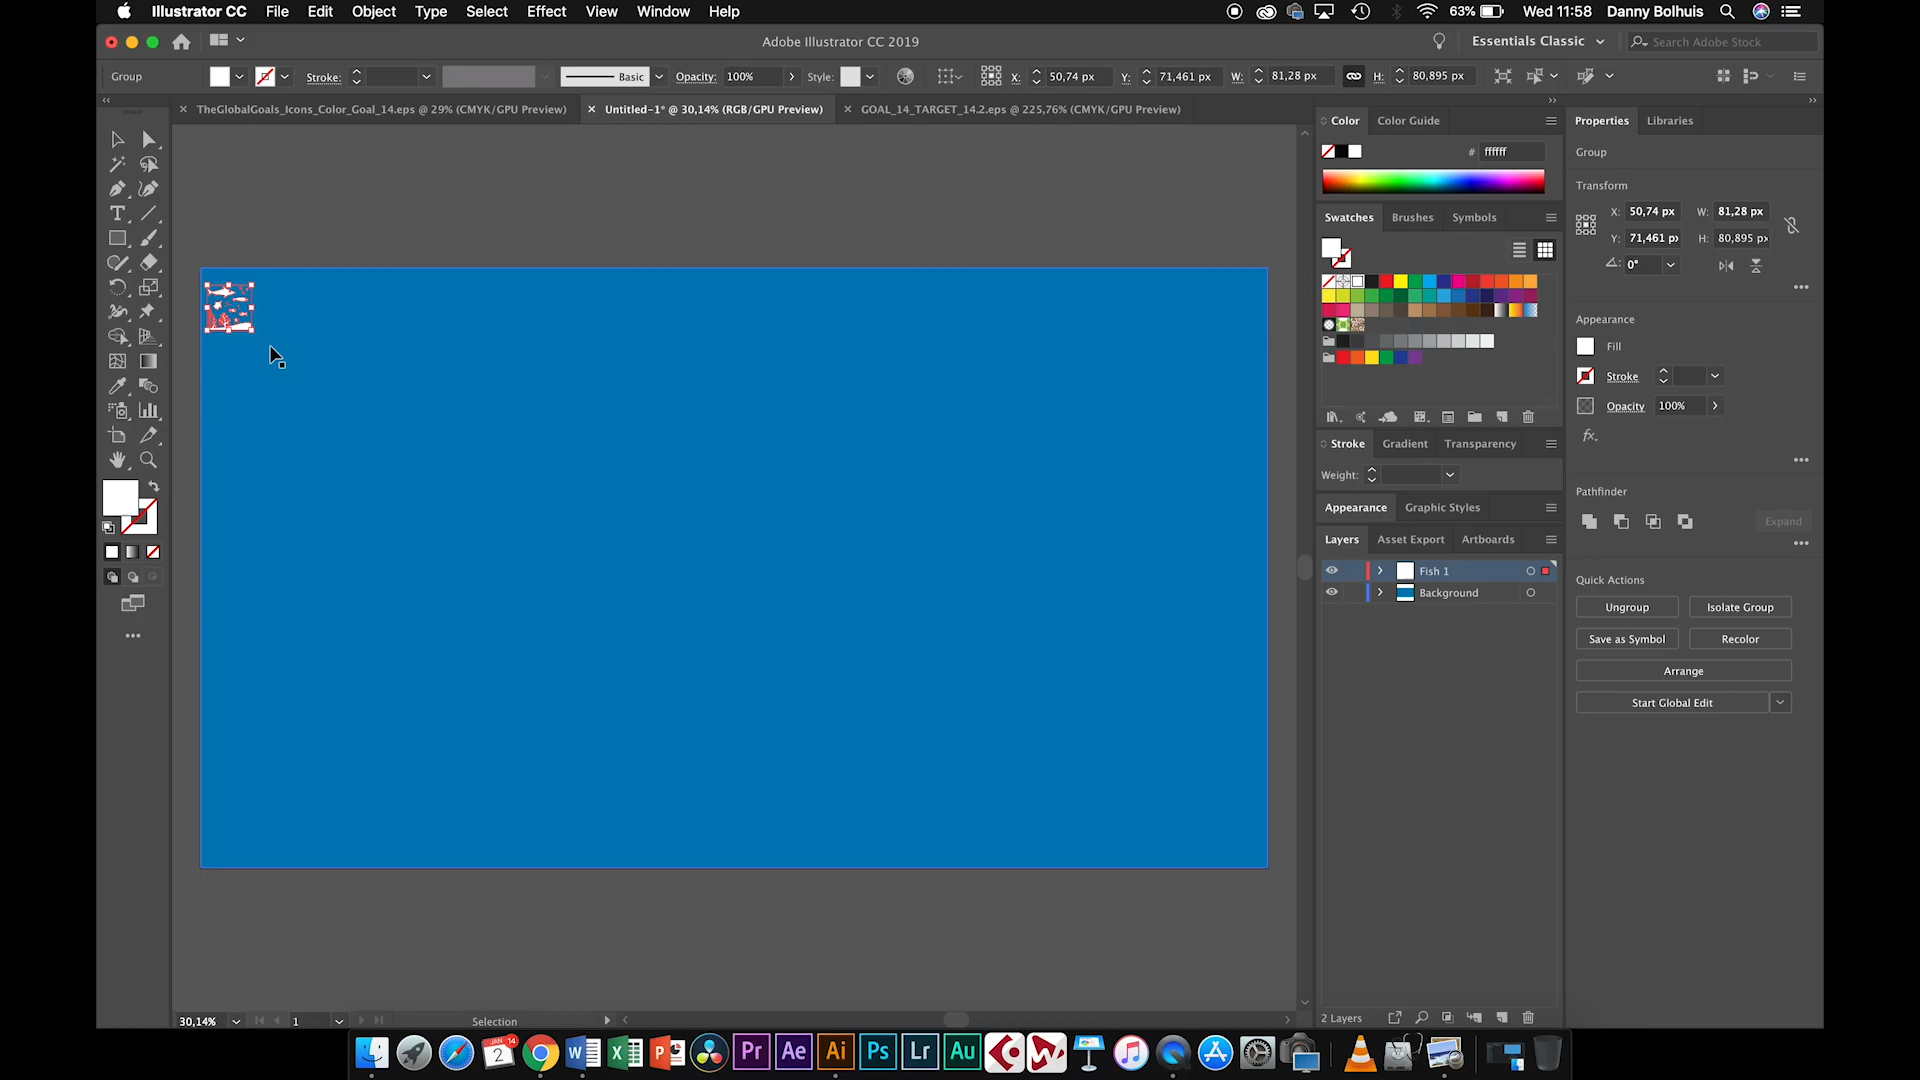 Illustrator CC File Edit Object Type Select Effect View Window Help 63% Wed 11:58 Danny Bolhuis
Adobe Illustrator CC 2019 Essentials Classic Search Adobe Stock
Group Stroke: Basic Opacity: 100% Style: X: 50,74 px Y: 71,461 px W: 81,28 px H: 80,895 px
TheGlobalGoals_Icons_Color_Goal_14.eps @ 29% (CMYK/GPU Preview) Untitled-1* @ 30,14% (RGB/GPU Preview) GOAL_14_TARGET_14.2.eps @ 225,76% (CMYK/GPU Preview)
Color Color Guide
# ffffff
Swatches Brushes Symbols
Stroke Gradient Transparency
Weight:
Appearance Graphic Styles
Layers Asset Export Artboards
Fish 1
Background
2 Layers
Properties Libraries
Group
Transform
X: 50,74 px W: 81,28 px
Y: 71,461 px H: 80,895 px
0°
Appearance
Fill
Stroke
Opacity 100%
fx.
Pathfinder
Expand
Quick Actions
Ungroup Isolate Group
Save as Symbol Recolor
Arrange
Start Global Edit
30,14% 1 Selection
JAN 14 2 W X P Pr Ae Ai Ps Lr Au